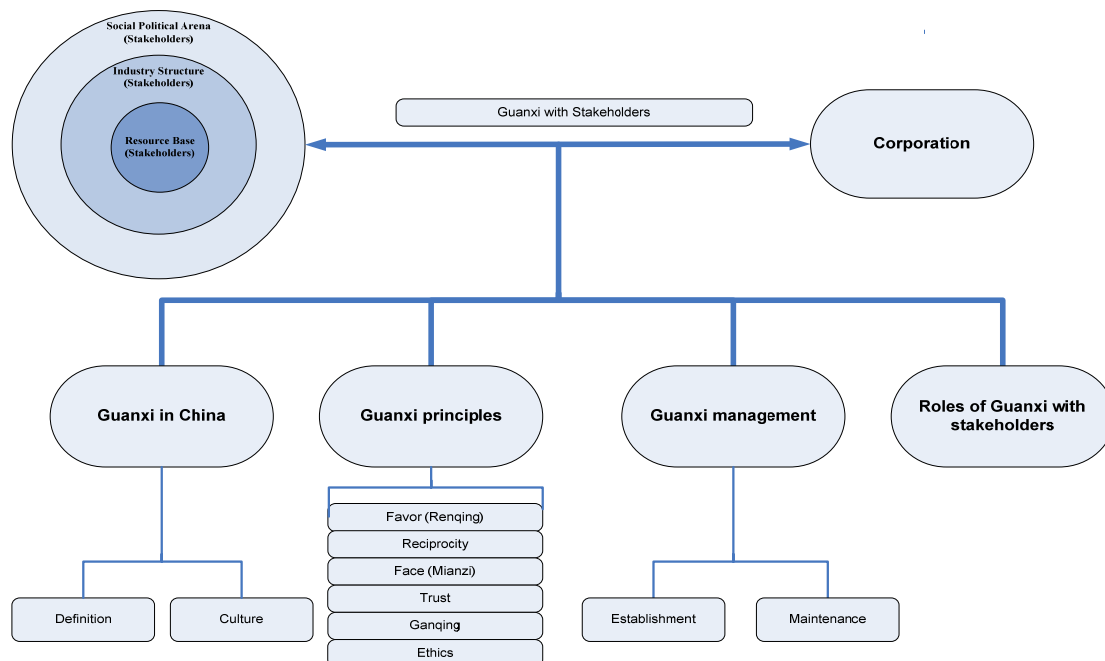 Social Political Arena
(Stakeholders)
Industry Structure
(Stakeholders)
Resource Base
(Stakeholders)
Guanxi with Stakeholders
Corporation
Guanxi in China
Guanxi principles
Guanxi management
Roles of Guanxi with
stakeholders
Favor (Renqing)
Reciprocity
Face (Mianzi)
Trust
Ganqing
Ethics
Definition
Culture
Establishment
Maintenance